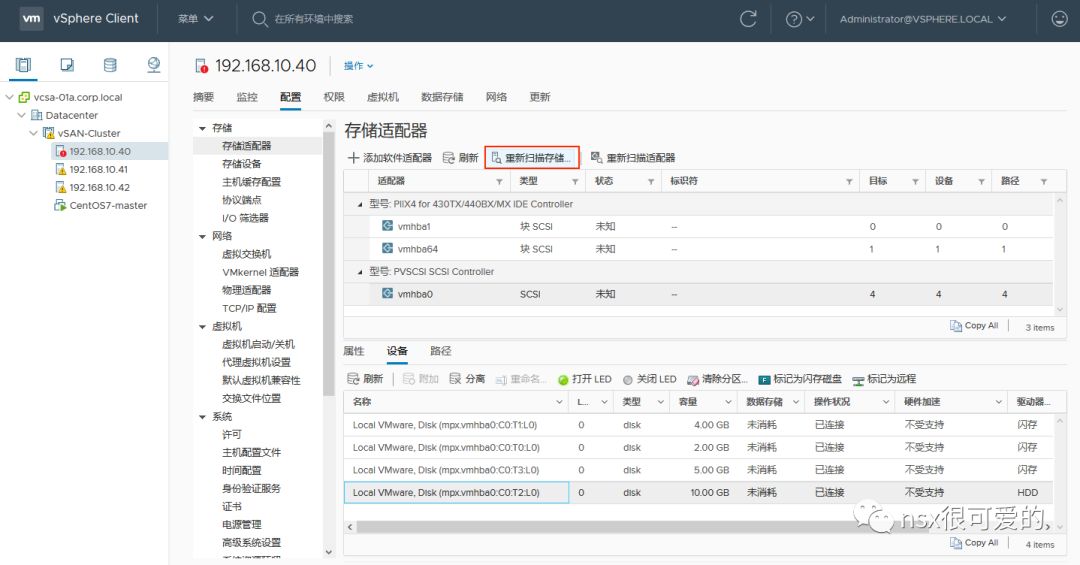 vm vSphere Client 菜单 在所有环境中搜索 Administrator@VSPHERE.LOCAL
vcsa-01a.corp.local
Datacenter
vSAN-Cluster
192.168.10.40
192.168.10.41
192.168.10.42
CentOS7-master
192.168.10.40 操作
摘要 监控 配置 权限 虚拟机 数据存储 网络 更新
存储
存储适配器
存储设备
主机缓存配置
协议端点
I/O 筛选器
网络
虚拟交换机
VMkernel 适配器
物理适配器
TCP/IP 配置
虚拟机
虚拟机启动/关机
代理虚拟机设置
默认虚拟机兼容性
交换文件位置
系统
许可
主机配置文件
时间配置
身份验证服务
证书
电源管理
高级系统设置
存储适配器
添加软件适配器 刷新 重新扫描存储... 重新扫描适配器
适配器 类型 状态 标识符 目标 设备 路径
型号: PIIX4 for 430TX/440BX/MX IDE Controller
vmhba1 块 SCSI 未知 -- 0 0 0
vmhba64 块 SCSI 未知 -- 1 1 1
型号: PVSCSI SCSI Controller
vmhba0 SCSI 未知 -- 4 4 4
Copy All 3 items
属性 设备 路径
刷新 附加 分离 重命名... 打开 LED 关闭 LED 清除分区... 标记为闪存磁盘 标记为远程
名称 L... 类型 容量 数据存储 操作状况 硬件加速 驱动器...
Local VMware, Disk (mpx.vmhba0:C0:T1:L0) 0 disk 4.00 GB 未消耗 已连接 不受支持 闪存
Local VMware, Disk (mpx.vmhba0:C0:T0:L0) 0 disk 2.00 GB 未消耗 已连接 不受支持 闪存
Local VMware, Disk (mpx.vmhba0:C0:T3:L0) 0 disk 5.00 GB 未消耗 已连接 不受支持 闪存
Local VMware, Disk (mpx.vmhba0:C0:T2:L0) 0 disk 10.00 GB 未消耗 已连接 不受支持 HDD
nsx很可爱的
Copy All 4 items